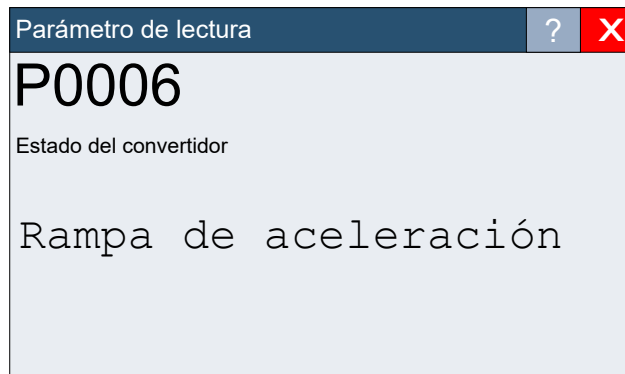 Parámetro de lectura ? X
P0006
Estado del convertidor
Rampa de aceleración